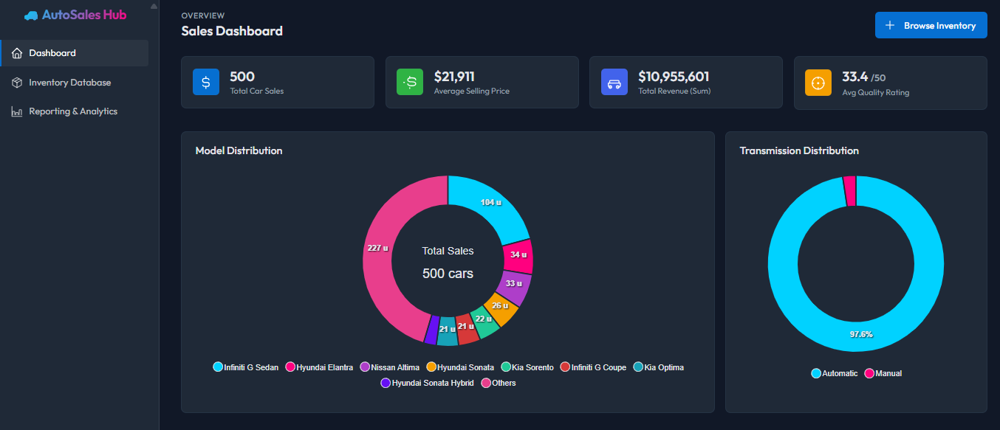 AutoSales Hub
Dashboard
Inventory Database
Reporting & Analytics
OVERVIEW
Sales Dashboard
Browse Inventory
500
Total Car Sales
$21,911
Average Selling Price
$10,955,601
Total Revenue (Sum)
33.4 /50
Avg Quality Rating
Model Distribution
104 u
34 u
33 u
26 u
22 u
21 u
21 u
227 u
Total Sales
500 cars
Infiniti G Sedan Hyundai Elantra Nissan Altima Hyundai Sonata Kia Sorento Infiniti G Coupe Kia Optima
Hyundai Sonata Hybrid Others
Transmission Distribution
97.6%
Automatic Manual